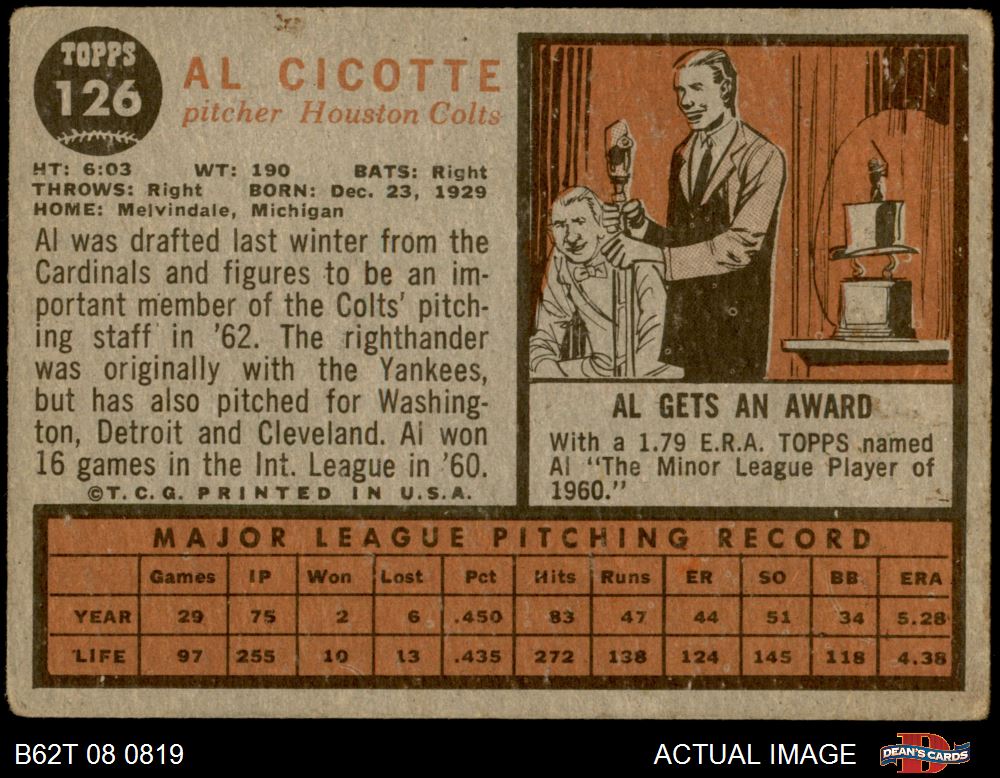 TOPPS
126
AL CICOTTE
pitcher Houston Colts
HT: 6:03 WT: 190 BATS: Right
THROWS: Right BORN: Dec. 23, 1929
HOME: Melvindale, Michigan
Al was drafted last winter from the
Cardinals and figures to be an im-
portant member of the Colts' pitch-
ing staff in '62. The righthander
was originally with the Yankees,
but has also pitched for Washing-
ton, Detroit and Cleveland. Al won
16 games in the Int. League in '60.
©T.C.G. PRINTED IN U.S.A.
AL GETS AN AWARD
With a 1.79 E.R.A. TOPPS named
Al "The Minor League Player of
1960."
MAJOR LEAGUE PITCHING RECORD
Games IP Won Lost Pct Hits Runs ER SO BB ERA
YEAR 29 75 2 6 .450 83 47 44 51 34 5.28
LIFE 97 255 10 13 .435 272 138 124 145 118 4.38
B62T 08 0819
ACTUAL IMAGE
DEAN'S CARDS